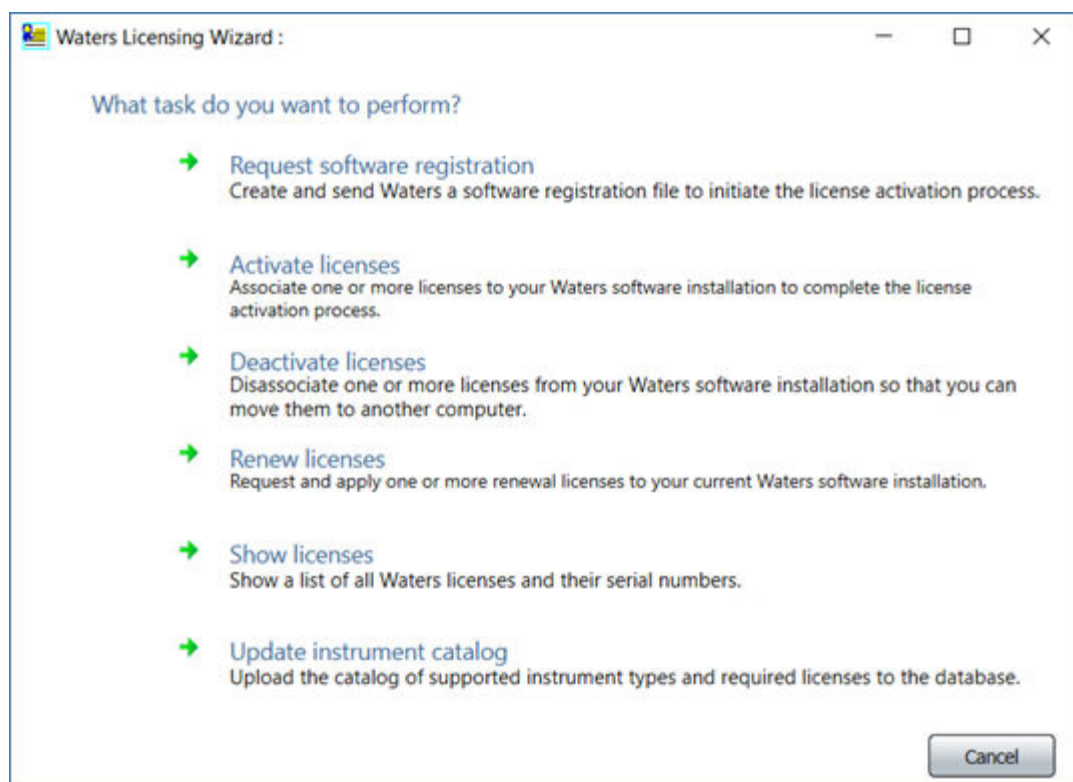 Waters Licensing Wizard :
What task do you want to perform?
Request software registration
Create and send Waters a software registration file to initiate the license activation process.
Activate licenses
Associate one or more licenses to your Waters software installation to complete the license
activation process.
Deactivate licenses
Disassociate one or more licenses from your Waters software installation so that you can
move them to another computer.
Renew licenses
Request and apply one or more renewal licenses to your current Waters software installation.
Show licenses
Show a list of all Waters licenses and their serial numbers.
Update instrument catalog
Upload the catalog of supported instrument types and required licenses to the database.
Cancel